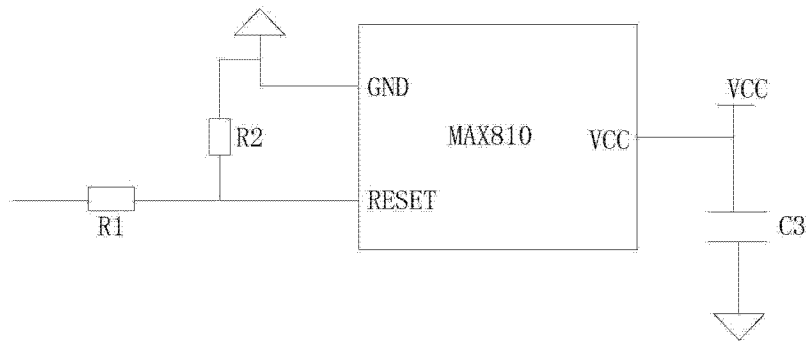 VCC
GND
R2
MAX810
VCC
RESET
R1
C3